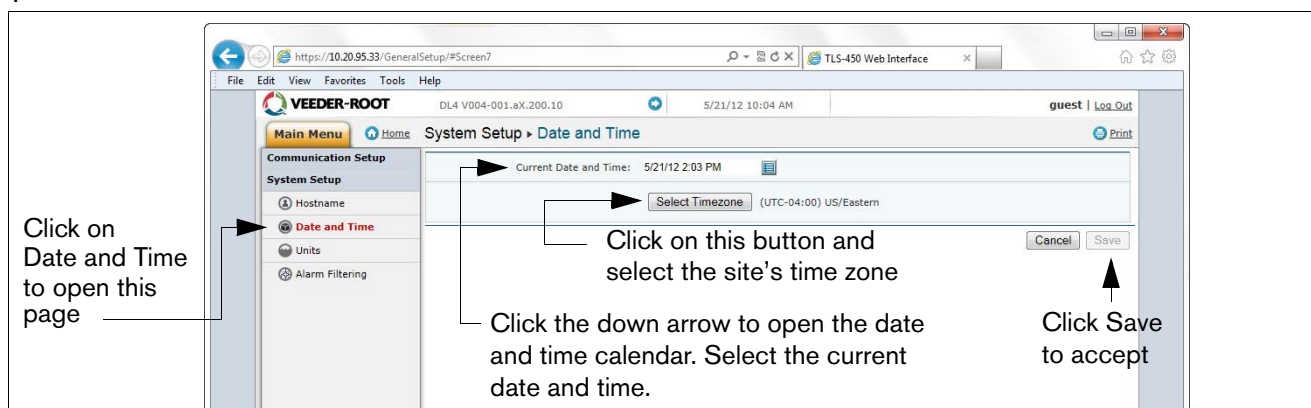 https://10.20.95.33/GeneralSetup/#Screen7
TLS-450 Web Interface
File Edit View Favorites Tools Help
VEEDER-ROOT
DL4 V004-001.aX.200.10
5/21/12 10:04 AM
guest | Log Out
Main Menu
Home
System Setup ▸ Date and Time
Print
Communication Setup
System Setup
Hostname
Date and Time
Units
Alarm Filtering
Current Date and Time: 5/21/12 2:03 PM
Select Timezone (UTC-04:00) US/Eastern
Cancel Save
Click on
Date and Time
to open this
page
Click on this button and
select the site's time zone
Click the down arrow to open the date
and time calendar. Select the current
date and time.
Click Save
to accept